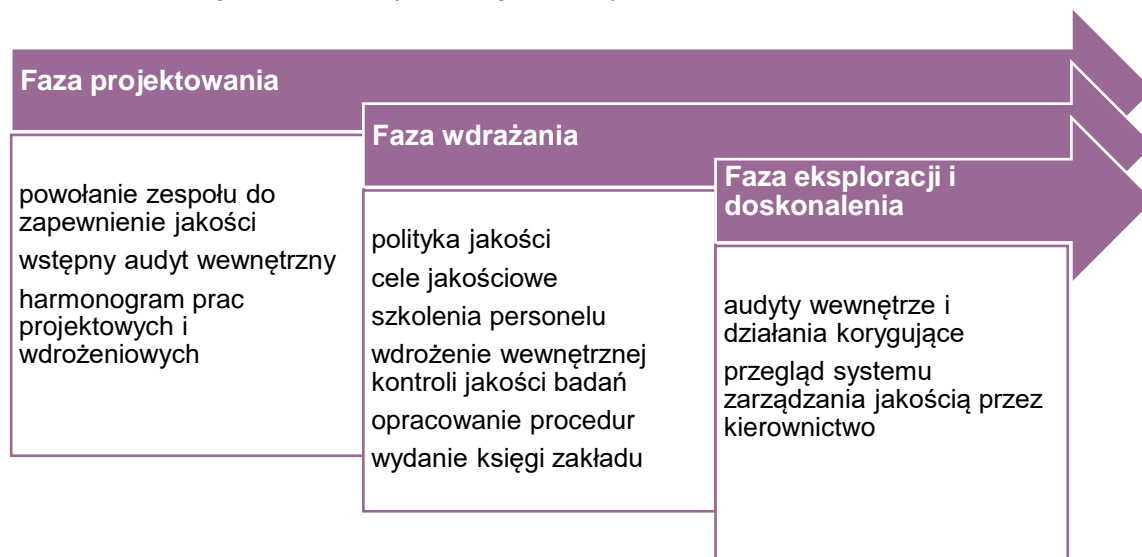 Faza projektowania
powołanie zespołu do
zapewnienie jakości
wstępny audyt wewnętrzny
harmonogram prac
projektowych i
wdrożeniowych
Faza wdrażania
polityka jakości
cele jakościowe
szkolenia personelu
wdrożenie wewnętrznej
kontroli jakości badań
opracowanie procedur
wydanie księgi zakładu
Faza eksploracji i
doskonalenia
audyty wewnętrze i
działania korygujące
przegląd systemu
zarządzania jakością przez
kierownictwo